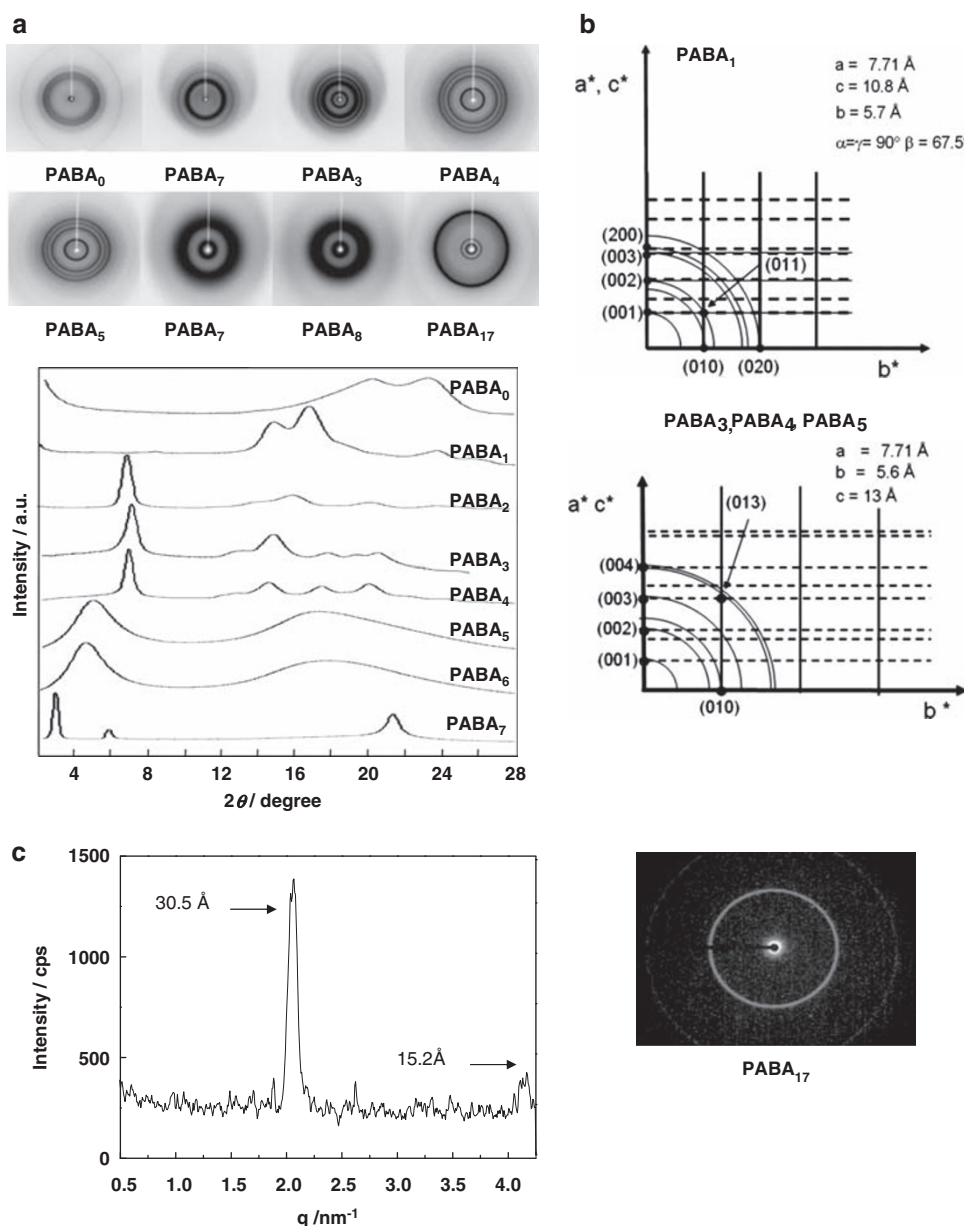 a
PABA0 PABA7 PABA3 PABA4
PABA5 PABA7 PABA8 PABA17
PABA0
PABA1
PABA2
PABA3
PABA4
PABA5
PABA6
PABA7
Intensity / a.u.
4 8 12 16 20 24 28
2θ / degree
b
PABA1
a*, c*
a = 7.71 Å
c = 10.8 Å
b = 5.7 Å
α=γ= 90° β = 67.5
(200)
(003)
(002)
(001)
(011)
(010) (020)
b*
PABA3,PABA4, PABA5
a* c*
a = 7.71 Å
b = 5.6 Å
c = 13 Å
(013)
(004)
(003)
(002)
(001)
(010)
b *
c
1500
1000
500
0
Intensity / cps
30.5 Å
15.2Å
0.5 1.0 1.5 2.0 2.5 3.0 3.5 4.0
q /nm-1
PABA17